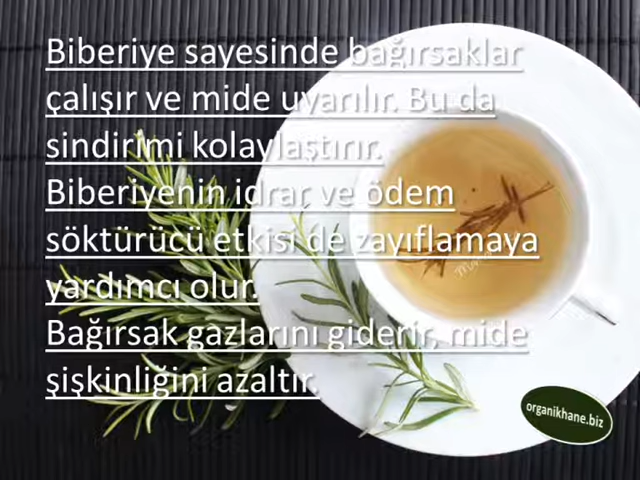 Biberiye sayesinde bağırsaklar
çalışır ve mide uyarılır. Bu da
sindirimi kolaylaştırır.
Biberiyenin idrar ve ödem
söktürücü etkisi de zayıflamaya
yardımcı olur.
Bağırsak gazlarını giderir, mide
şişkinliğini azaltır.
organikhane.biz